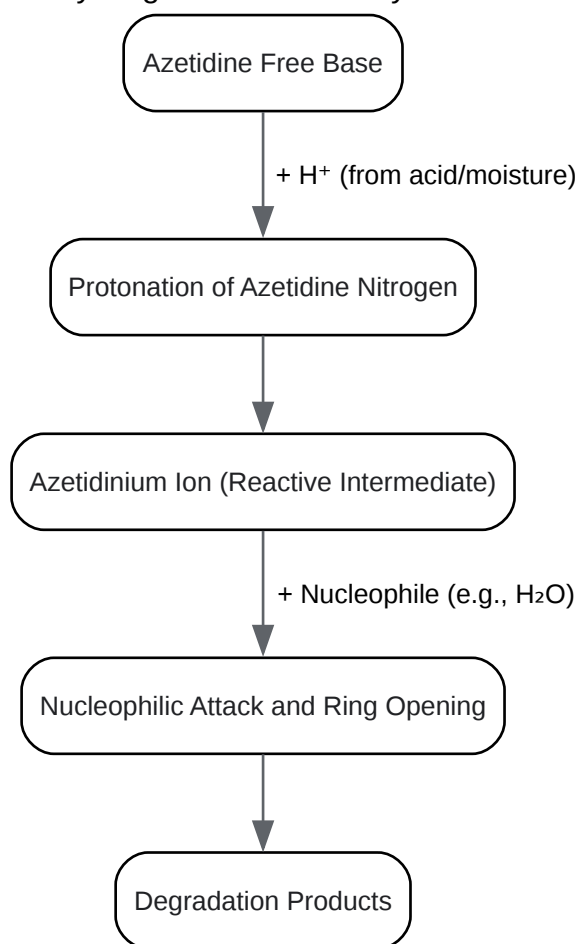 Azetidine Free Base
+ H⁺ (from acid/moisture)
Protonation of Azetidine Nitrogen
Azetidinium Ion (Reactive Intermediate)
+ Nucleophile (e.g., H₂O)
Nucleophilic Attack and Ring Opening
Degradation Products